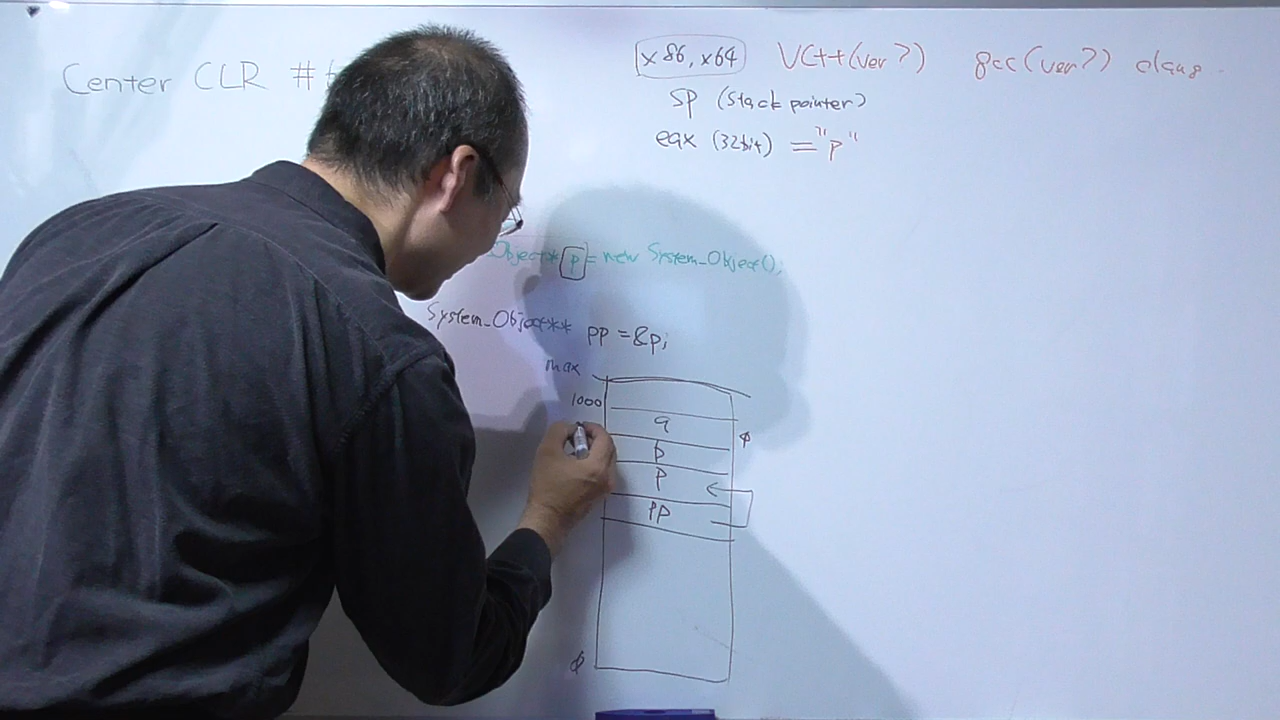 Center CLR #
x86, x64 VC++(ver?) gcc(ver?) clang
SP (Stack pointer)
eax (32bit) = "p"
Object* p = new System_Object();
System_Object** pp = &p;
max
1000
a
φ
b
p
pp
φ